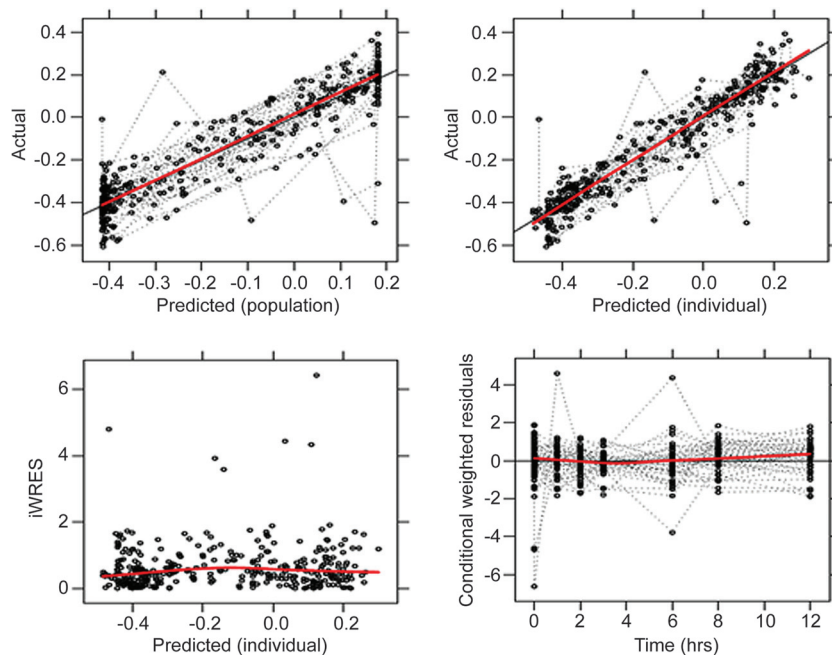 0.4
0.2
0.0
-0.2
-0.4
-0.6
Actual
-0.4 -0.3 -0.2 -0.1 0.0 0.1 0.2
Predicted (population)
0.4
0.2
0.0
-0.2
-0.4
-0.6
Actual
-0.4 -0.2 0.0 0.2
Predicted (individual)
6
4
2
0
iWRES
-0.4 -0.2 0.0 0.2
Predicted (individual)
4
2
0
-2
-4
-6
Conditional weighted residuals
0 2 4 6 8 10 12
Time (hrs)